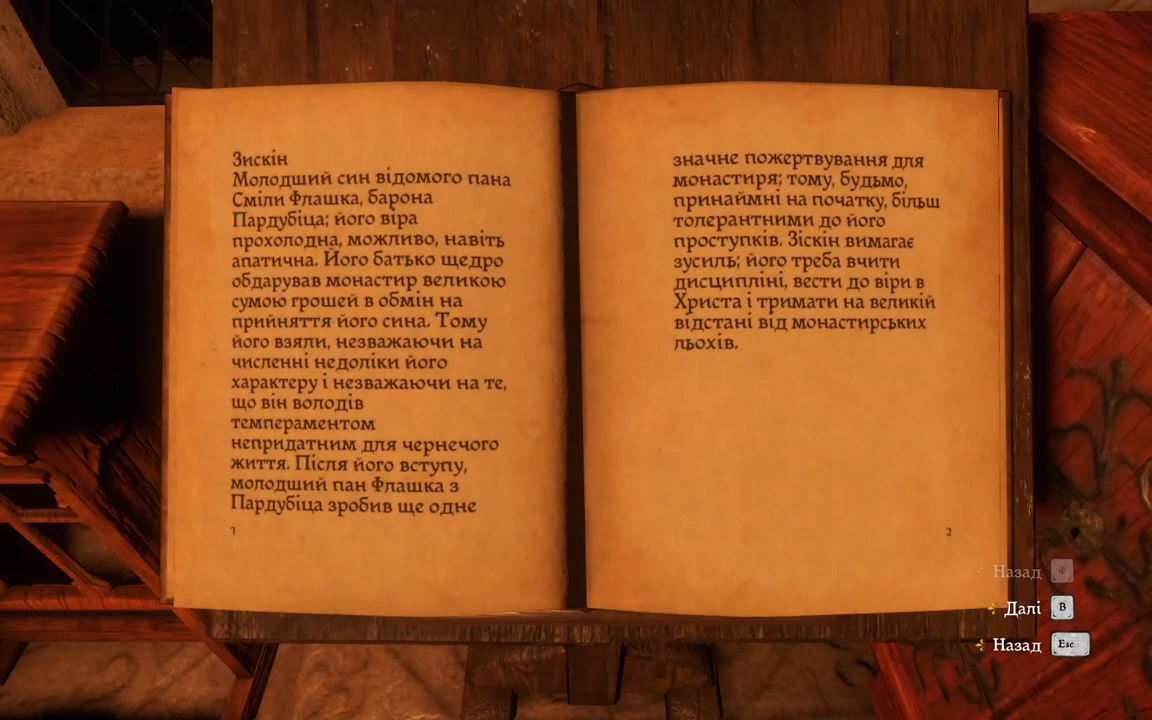 Зискін
Молодший син відомого пана
Сміли Флашка, барона
Пардубіца; його віра
прохолодна, можливо, навіть
апатична. Його батько щедро
обдарував монастир великою
сумою грошей в обмін на
прийняття його сина. Тому
його взяли, незважаючи на
численні недоліки його
характеру і незважаючи на те,
що він володів
темпераментом
непридатним для чернечого
життя. Після його вступу,
молодший пан Флашка з
Пардубіца зробив ще одне
1
значне пожертвування для
монастиря; тому, будьмо,
принаймні на початку, більш
толерантними до його
проступків. Зіскін вимагає
зусиль; його треба вчити
дисципліні, вести до віри в
Христа і тримати на великій
відстані від монастирських
льохів.
2
Назад
Далі B
Назад Esc